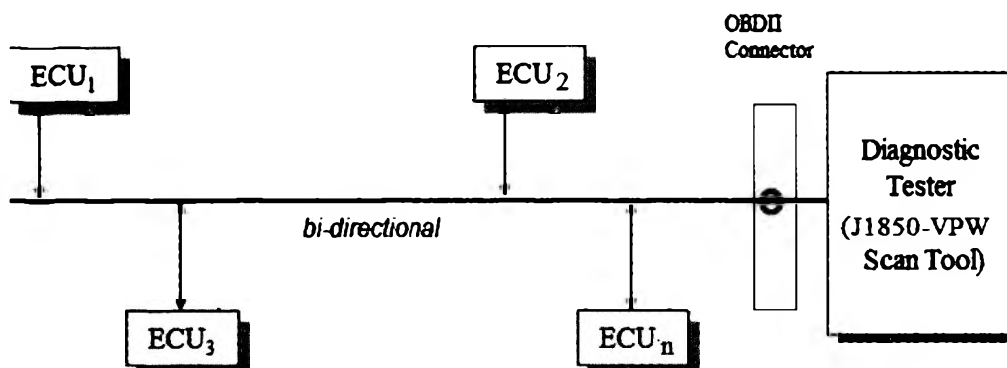 OBDII
Connector
ECU1
ECU2
Diagnostic
Tester
(J1850-VPW
Scan Tool)
bi-directional
ECU3
ECUn